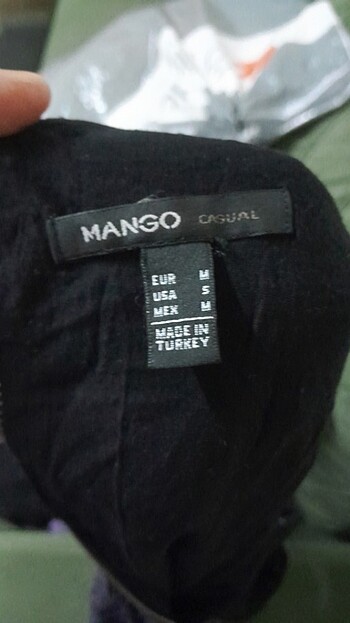 MANGO CASUAL
EUR M
USA S
MEX M
MADE IN
TURKEY